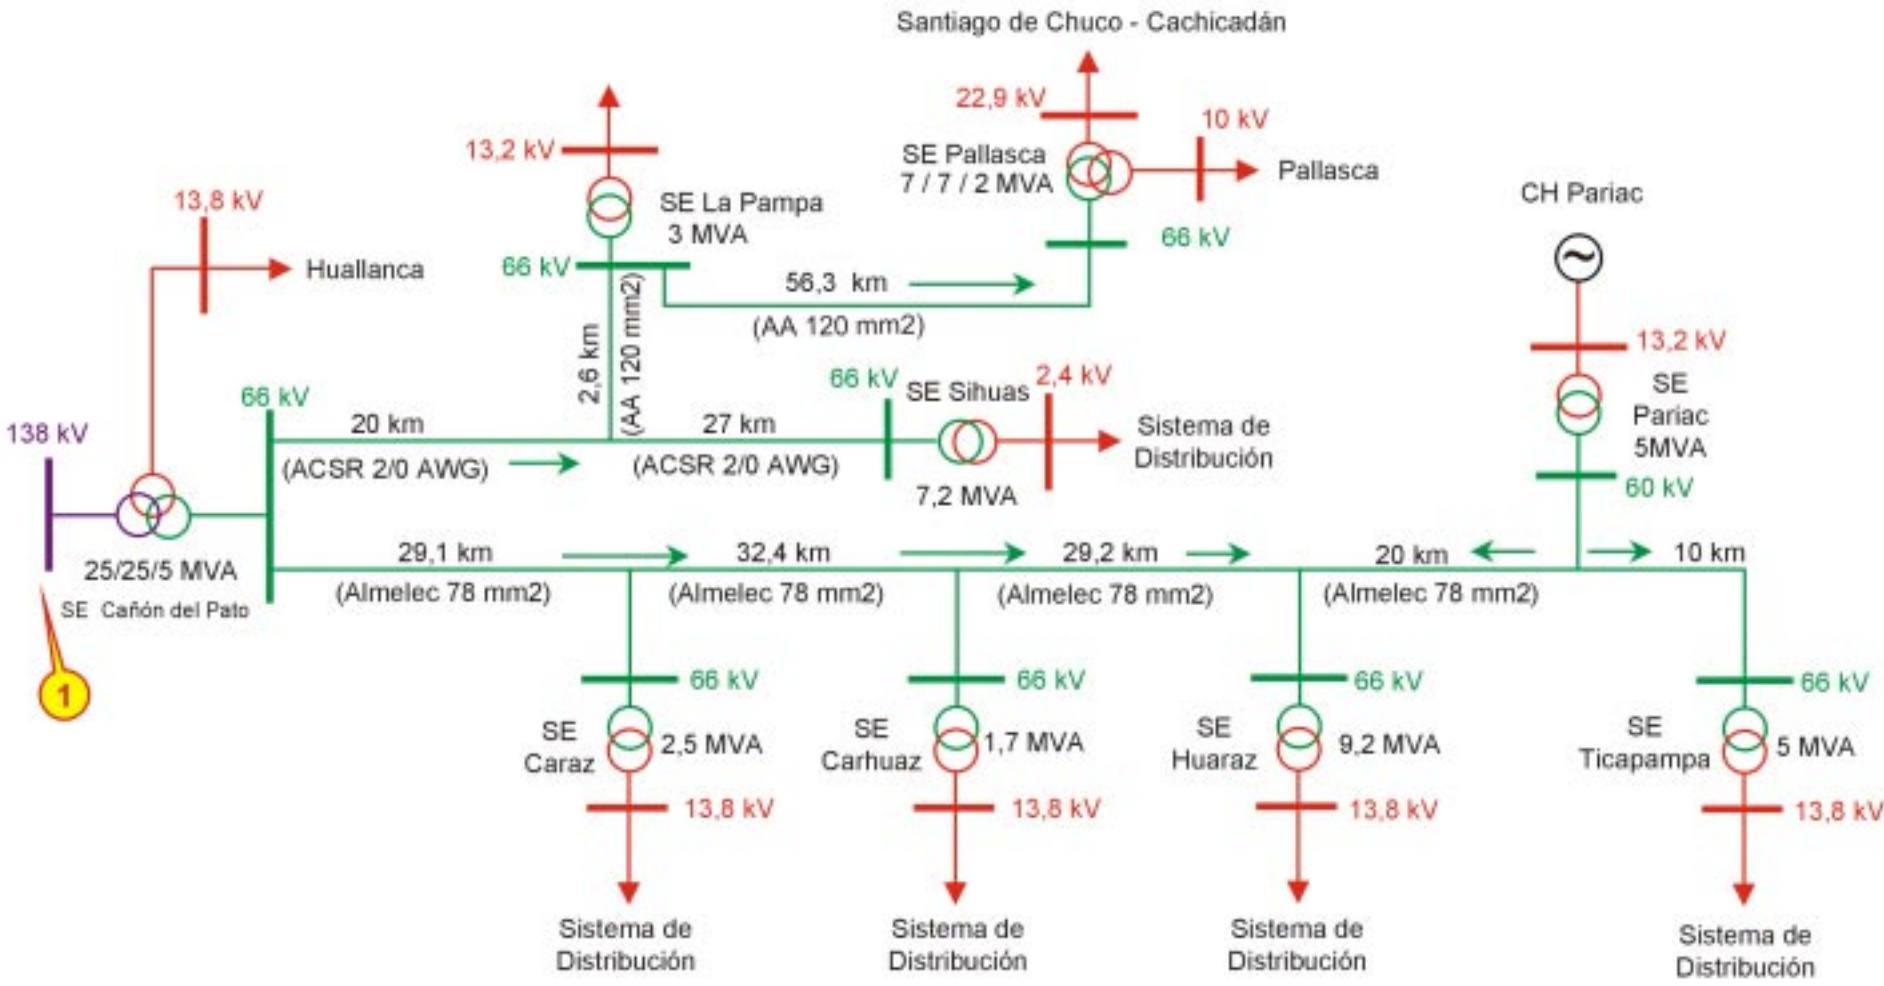 Santiago de Chuco - Cachicadán
22,9 kV
10 kV
13,2 kV
SE Pallasca
7 / 7 / 2 MVA
Pallasca
CH Pariac
13,8 kV
SE La Pampa
3 MVA
66 kV
Huallanca
66 kV
56,3 km
(AA 120 mm2)
2,6 km
(AA 120 mm2)
13,2 kV
SE
Pariac
5MVA
60 kV
66 kV
138 kV
20 km
(ACSR 2/0 AWG)
27 km
(ACSR 2/0 AWG)
66 kV
SE Sihuas
2,4 kV
7,2 MVA
Sistema de
Distribución
25/25/5 MVA
SE Cañón del Pato
29,1 km
(Almelec 78 mm2)
32,4 km
(Almelec 78 mm2)
29,2 km
(Almelec 78 mm2)
20 km
(Almelec 78 mm2)
10 km
1
66 kV
SE
Caraz
2,5 MVA
13,8 kV
Sistema de
Distribución
66 kV
SE
Carhuaz
1,7 MVA
13,8 kV
Sistema de
Distribución
66 kV
SE
Huaraz
9,2 MVA
13,8 kV
Sistema de
Distribución
66 kV
SE
Ticapampa
5 MVA
13,8 kV
Sistema de
Distribución